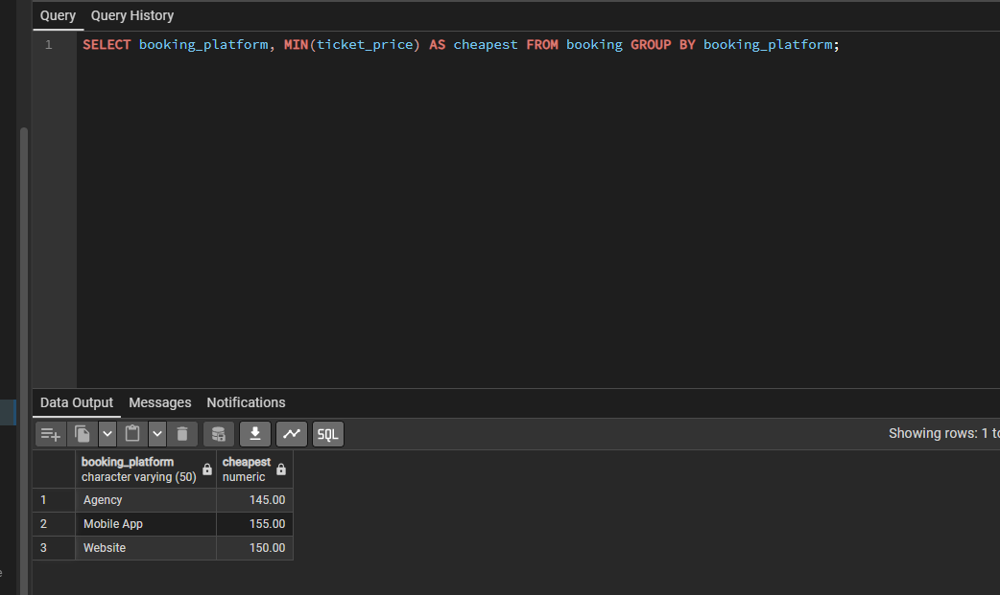 Query Query History
1 SELECT booking_platform, MIN(ticket_price) AS cheapest FROM booking GROUP BY booking_platform;
Data Output Messages Notifications
SQL Showing rows: 1 to
booking_platform cheapest
character varying (50) numeric
1 Agency 145.00
2 Mobile App 155.00
3 Website 150.00